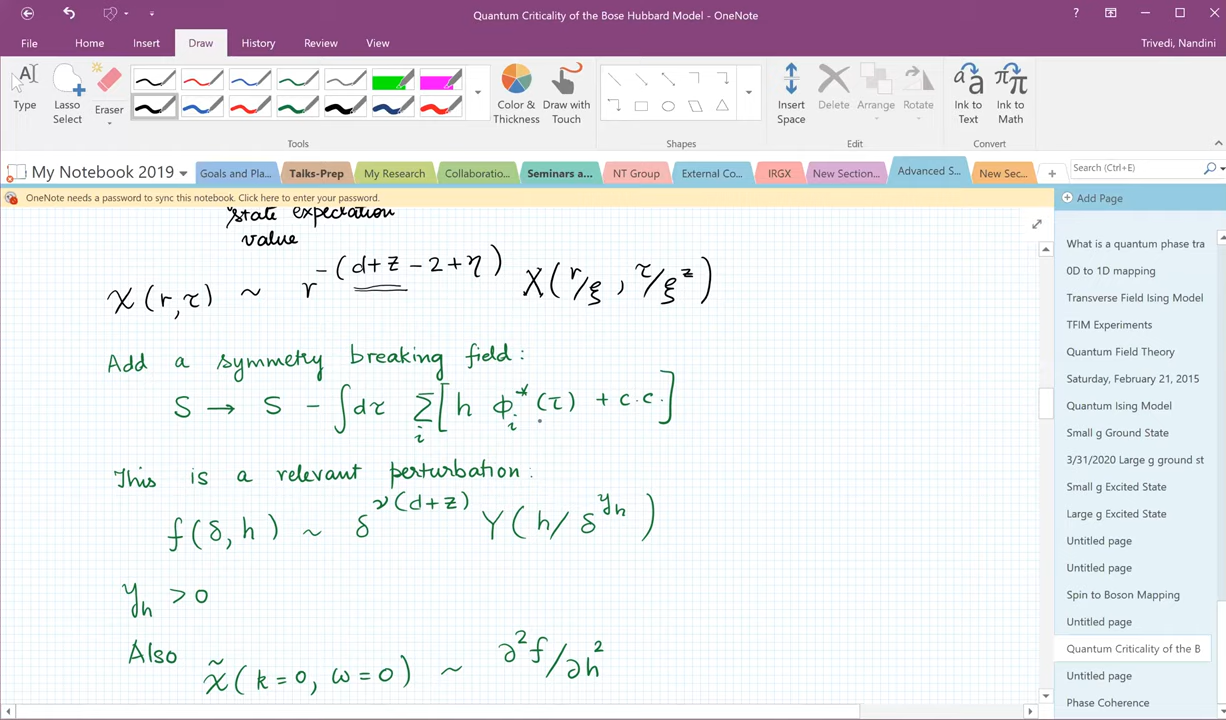 Quantum Criticality of the Bose Hubbard Model - OneNote
?
File Home Insert Draw History Review View
Trivedi, Nandini
Type
Lasso Select
Eraser
Color & Thickness
Draw with Touch
Insert Space
Delete
Arrange
Rotate
Ink to Text
Ink to Math
Tools
Shapes
Edit
Convert
My Notebook 2019
Goals and Pla...
Talks-Prep
My Research
Collaboratio...
Seminars a...
NT Group
External Co...
IRGX
New Section...
Advanced S...
New Sec...
Search (Ctrl+E)
OneNote needs a password to sync this notebook. Click here to enter your password.
state expectation
value
χ(r,τ) ~ r^-(d+z-2+η) X(r/ξ, τ/ξ^z)
Add a symmetry breaking field:
S → S - ∫dτ Σ_i [h ϕ_i^*(τ) + c.c.]
This is a relevant perturbation:
f(δ, h) ~ δ^ν(d+z) Y(h/δ^y_h)
y_h > 0
Also
χ̃(k=0, ω=0) ~ ∂²f/∂h²
Add Page
What is a quantum phase tra
0D to 1D mapping
Transverse Field Ising Model
TFIM Experiments
Quantum Field Theory
Saturday, February 21, 2015
Quantum Ising Model
Small g Ground State
3/31/2020 Large g ground st
Small g Excited State
Large g Excited State
Untitled page
Untitled page
Spin to Boson Mapping
Untitled page
Quantum Criticality of the B
Untitled page
Phase Coherence